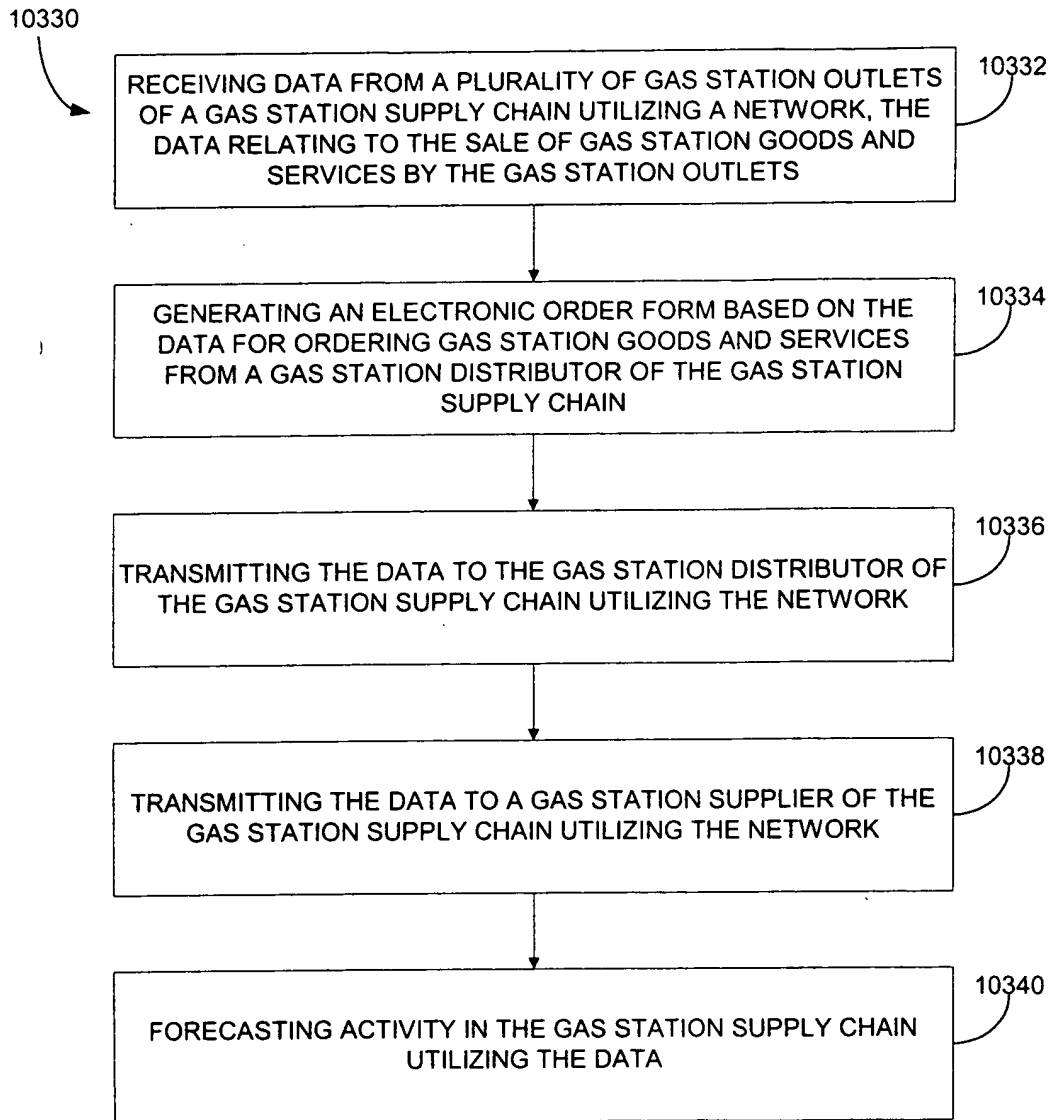 10330
RECEIVING DATA FROM A PLURALITY OF GAS STATION OUTLETS
OF A GAS STATION SUPPLY CHAIN UTILIZING A NETWORK, THE
DATA RELATING TO THE SALE OF GAS STATION GOODS AND
SERVICES BY THE GAS STATION OUTLETS
10332
GENERATING AN ELECTRONIC ORDER FORM BASED ON THE
DATA FOR ORDERING GAS STATION GOODS AND SERVICES
FROM A GAS STATION DISTRIBUTOR OF THE GAS STATION
SUPPLY CHAIN
10334
TRANSMITTING THE DATA TO THE GAS STATION DISTRIBUTOR OF
THE GAS STATION SUPPLY CHAIN UTILIZING THE NETWORK
10336
TRANSMITTING THE DATA TO A GAS STATION SUPPLIER OF THE
GAS STATION SUPPLY CHAIN UTILIZING THE NETWORK
10338
FORECASTING ACTIVITY IN THE GAS STATION SUPPLY CHAIN
UTILIZING THE DATA
10340